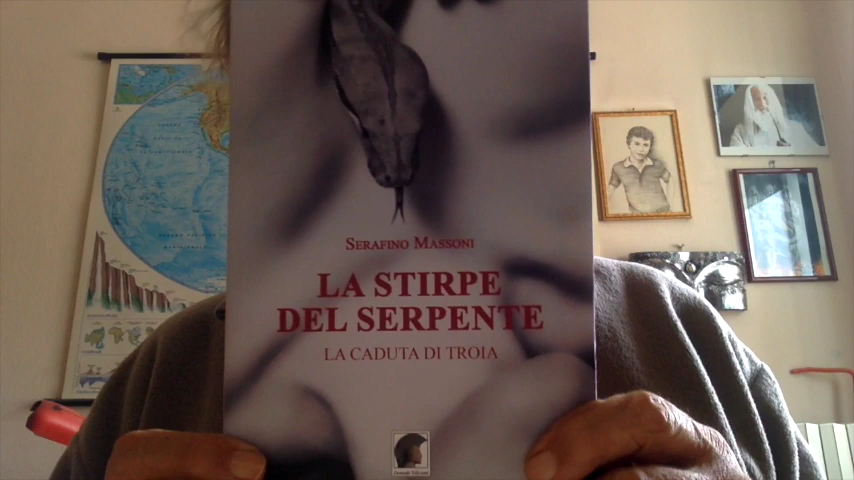 SERAFINO MASSONI
LA STIRPE
DEL SERPENTE
LA CADUTA DI TROIA